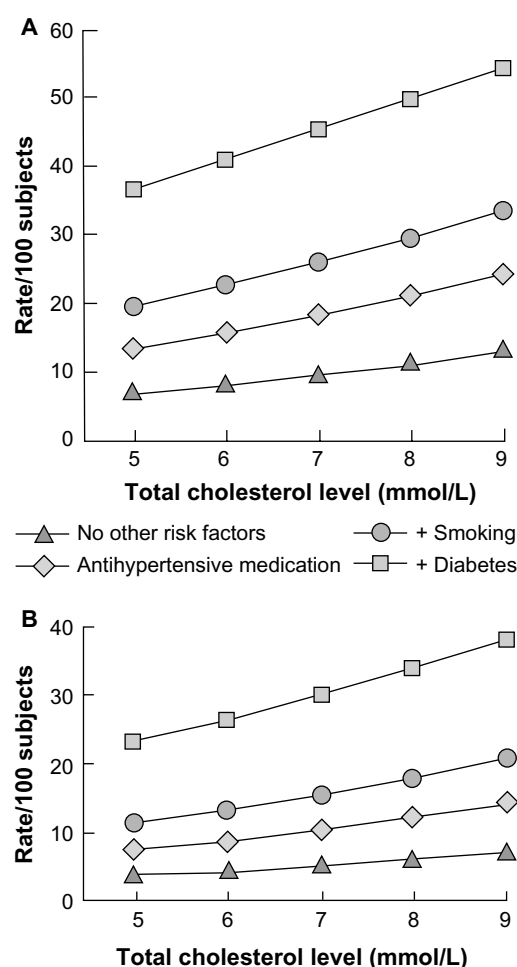 A
60
50
40
30
20
10
0
Rate/100 subjects
5 6 7 8 9
Total cholesterol level (mmol/L)
No other risk factors + Smoking
Antihypertensive medication + Diabetes
B
40
30
20
10
0
Rate/100 subjects
5 6 7 8 9
Total cholesterol level (mmol/L)